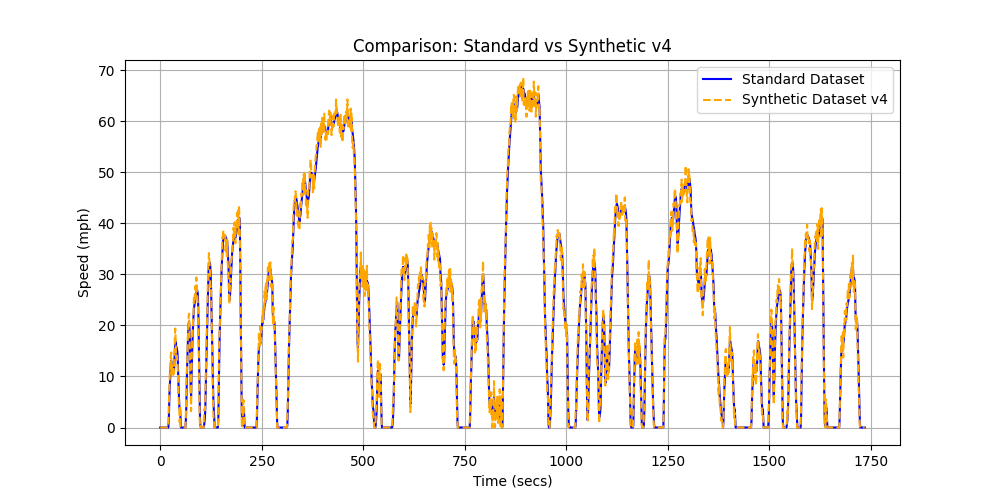 Comparison: Standard vs Synthetic v4
Standard Dataset
Synthetic Dataset v4
Speed (mph)
70
60
50
40
30
20
10
0
0 250 500 750 1000 1250 1500 1750
Time (secs)